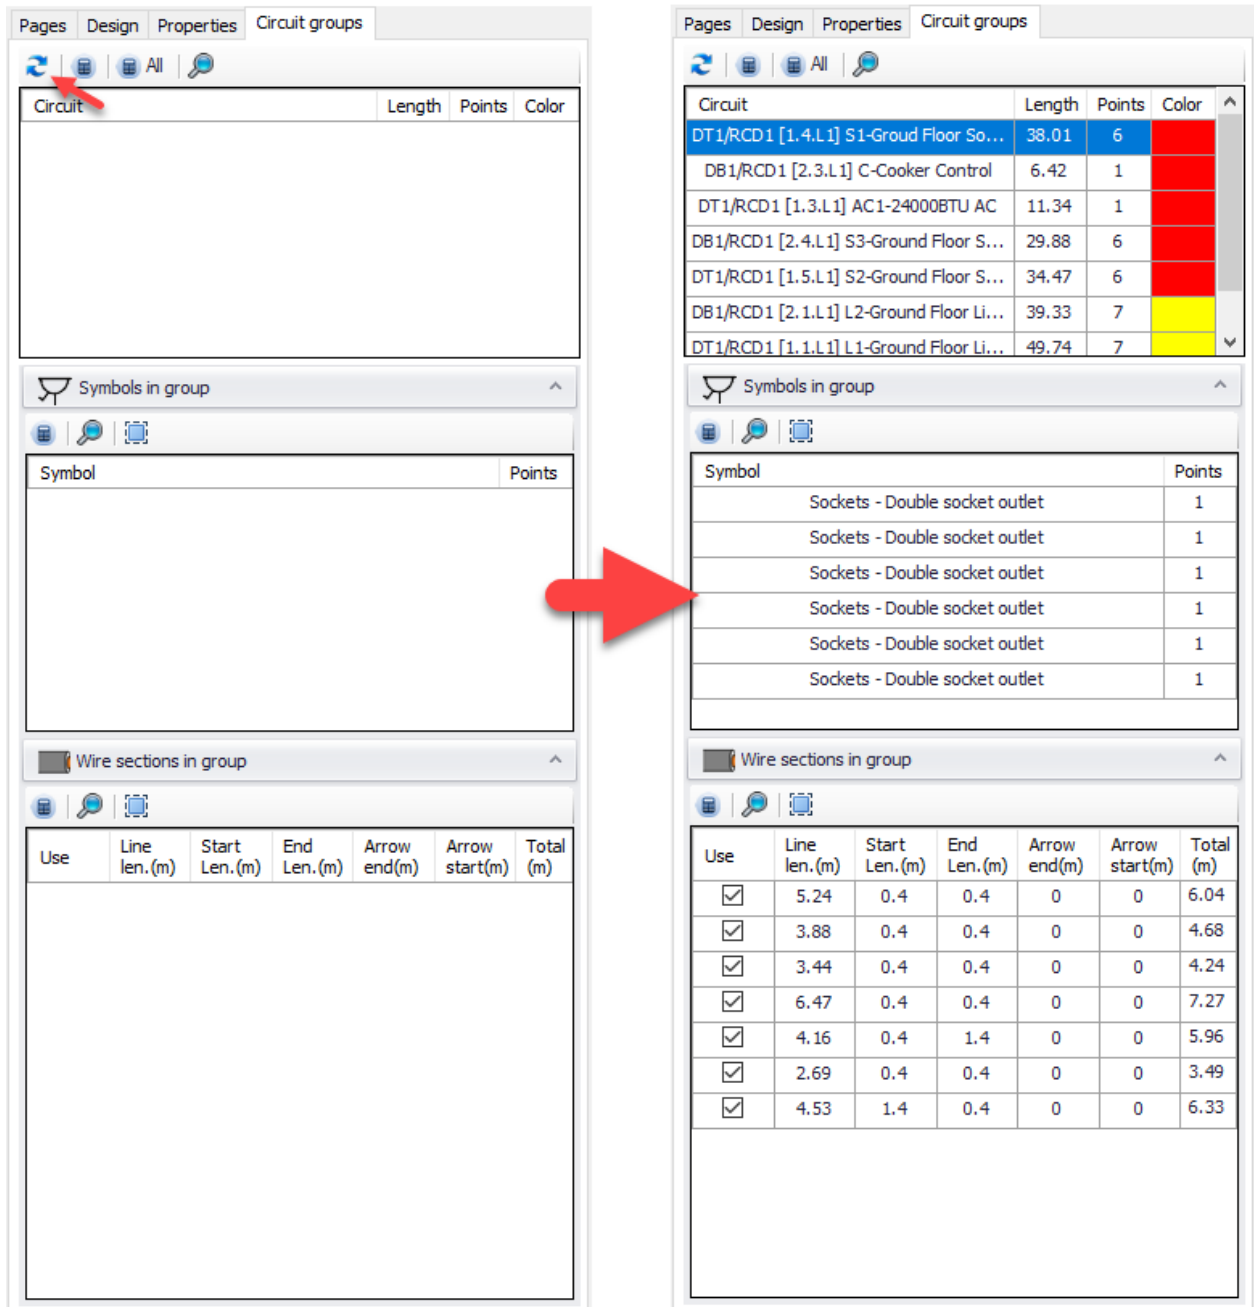 Pages Design Properties Circuit groups
All
Circuit Length Points Color
Symbols in group
Symbol Points
Wire sections in group
Use Line len.(m) Start Len.(m) End Len.(m) Arrow end(m) Arrow start(m) Total (m)
Pages Design Properties Circuit groups
All
Circuit Length Points Color
DT1/RCD1 [1.4.L1] S1-Groud Floor So... 38.01 6
DB1/RCD1 [2.3.L1] C-Cooker Control 6.42 1
DT1/RCD1 [1.3.L1] AC1-24000BTU AC 11.34 1
DB1/RCD1 [2.4.L1] S3-Ground Floor S... 29.88 6
DT1/RCD1 [1.5.L1] S2-Ground Floor S... 34.47 6
DB1/RCD1 [2.1.L1] L2-Ground Floor Li... 39.33 7
DT1/RCD1 [1.1.L1] L1-Ground Floor Li... 49.74 7
Symbols in group
Symbol Points
Sockets - Double socket outlet 1
Sockets - Double socket outlet 1
Sockets - Double socket outlet 1
Sockets - Double socket outlet 1
Sockets - Double socket outlet 1
Sockets - Double socket outlet 1
Wire sections in group
Use Line len.(m) Start Len.(m) End Len.(m) Arrow end(m) Arrow start(m) Total (m)
5.24 0.4 0.4 0 0 6.04
3.88 0.4 0.4 0 0 4.68
3.44 0.4 0.4 0 0 4.24
6.47 0.4 0.4 0 0 7.27
4.16 0.4 1.4 0 0 5.96
2.69 0.4 0.4 0 0 3.49
4.53 1.4 0.4 0 0 6.33